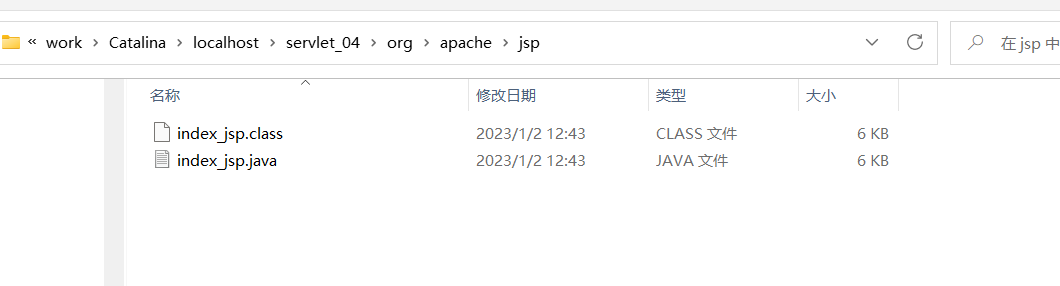 « work › Catalina › localhost › servlet_04 › org › apache › jsp 在 jsp 中
名称 修改日期 类型 大小
index_jsp.class 2023/1/2 12:43 CLASS 文件 6 KB
index_jsp.java 2023/1/2 12:43 JAVA 文件 6 KB